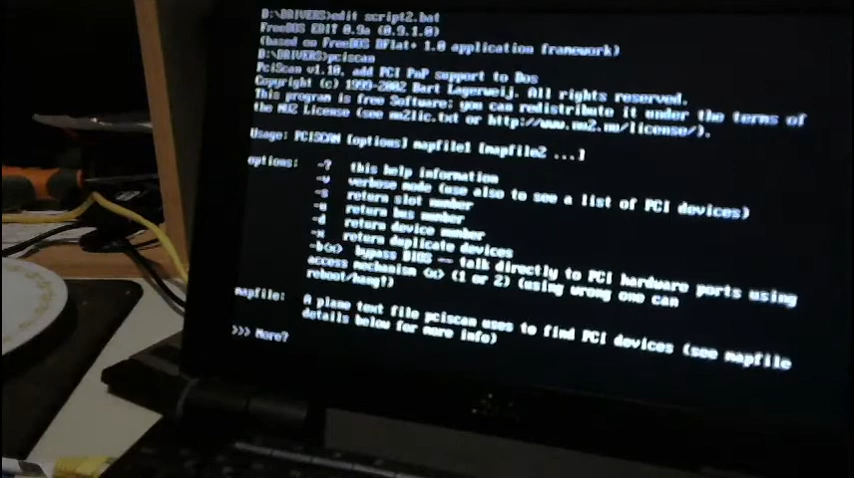 D:\DRIVERS>edit script2.bat
FreeDOS EDIT 0.9a (0.9.1.0)
(based on FreeDOS DFlat+ 1.0 application framework)
D:\DRIVERS>pciscan
PciScan v1.10, add PCI PnP support to Dos
Copyright (c) 1999-2002 Bart Lagerweij. All rights reserved.
This program is free Software; you can redistribute it under the terms of
the NU2 License (see nu2lic.txt or http://www.nu2.nu/license/).
Usage: PCISCAN [options] mapfile1 [mapfile2 ...]
options: -? this help information
-v verbose mode (use also to see a list of PCI devices)
-s return slot number
return bus number
-d return device number
return duplicate devices
-b<x> bypass BIOS -- talk directly to PCI hardware ports using
access mechanism <x> (1 or 2) (using wrong one can
reboot/hang!)
mapfile: A plane text file pciscan uses to find PCI devices (see mapfile
details below for more info)
>>> More?